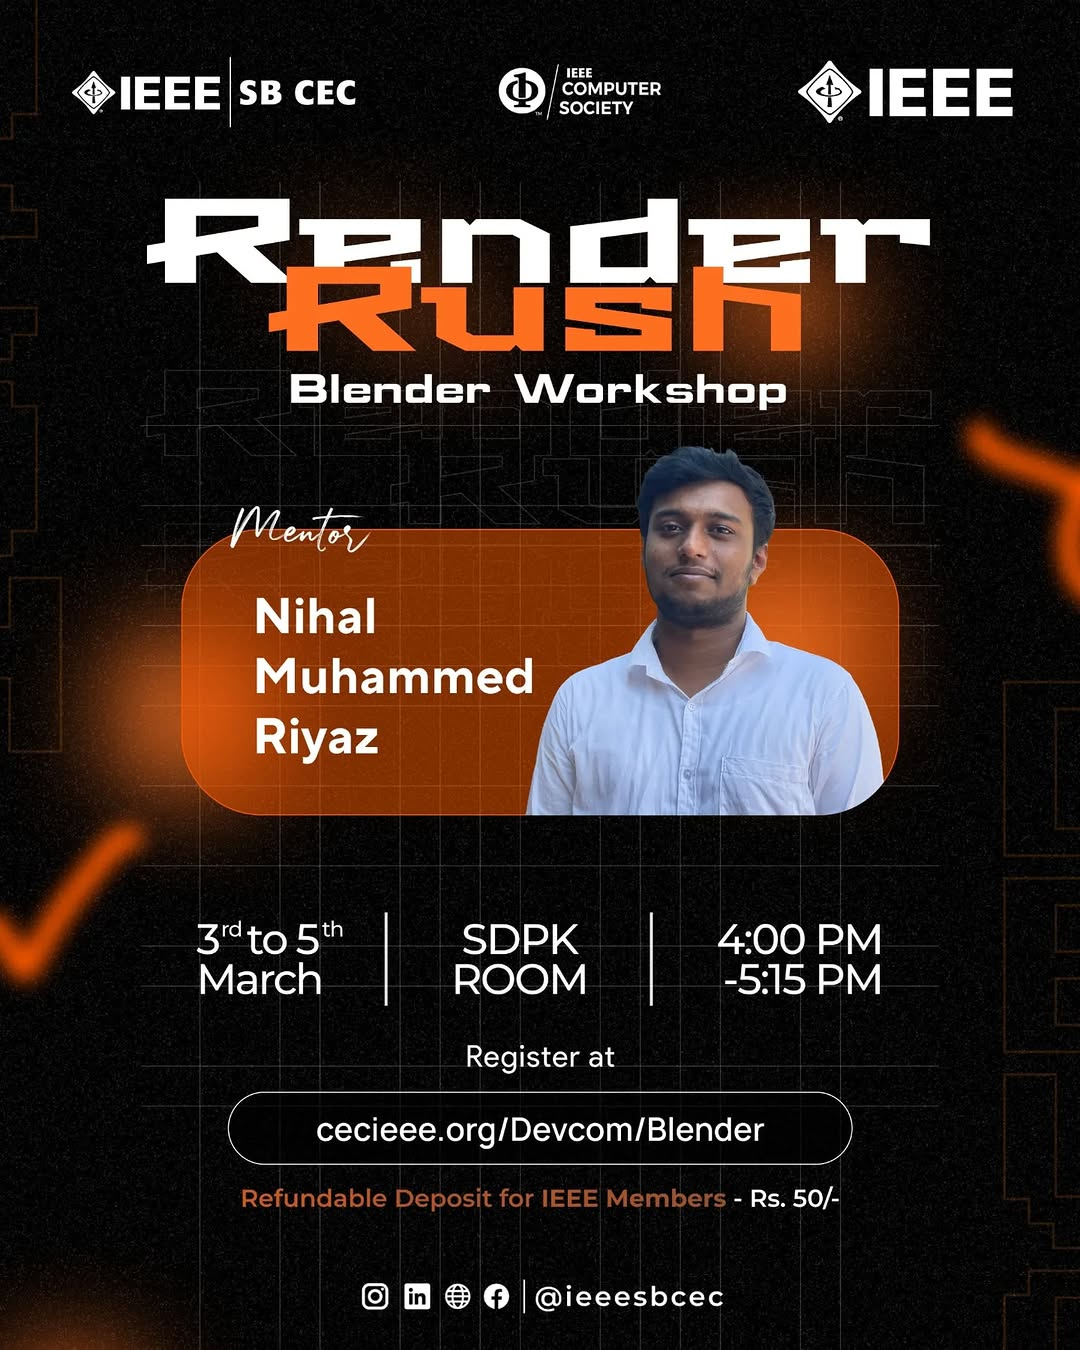 IEEE | SB CEC
IEEE
COMPUTER
SOCIETY
IEEE
Render
Rush
Blender Workshop
Mentor
Nihal
Muhammed
Riyaz
3rd to 5th
March
SDPK
ROOM
4:00 PM
-5:15 PM
Register at
cecieee.org/Devcom/Blender
Refundable Deposit for IEEE Members - Rs. 50/-
@ieeesbcec